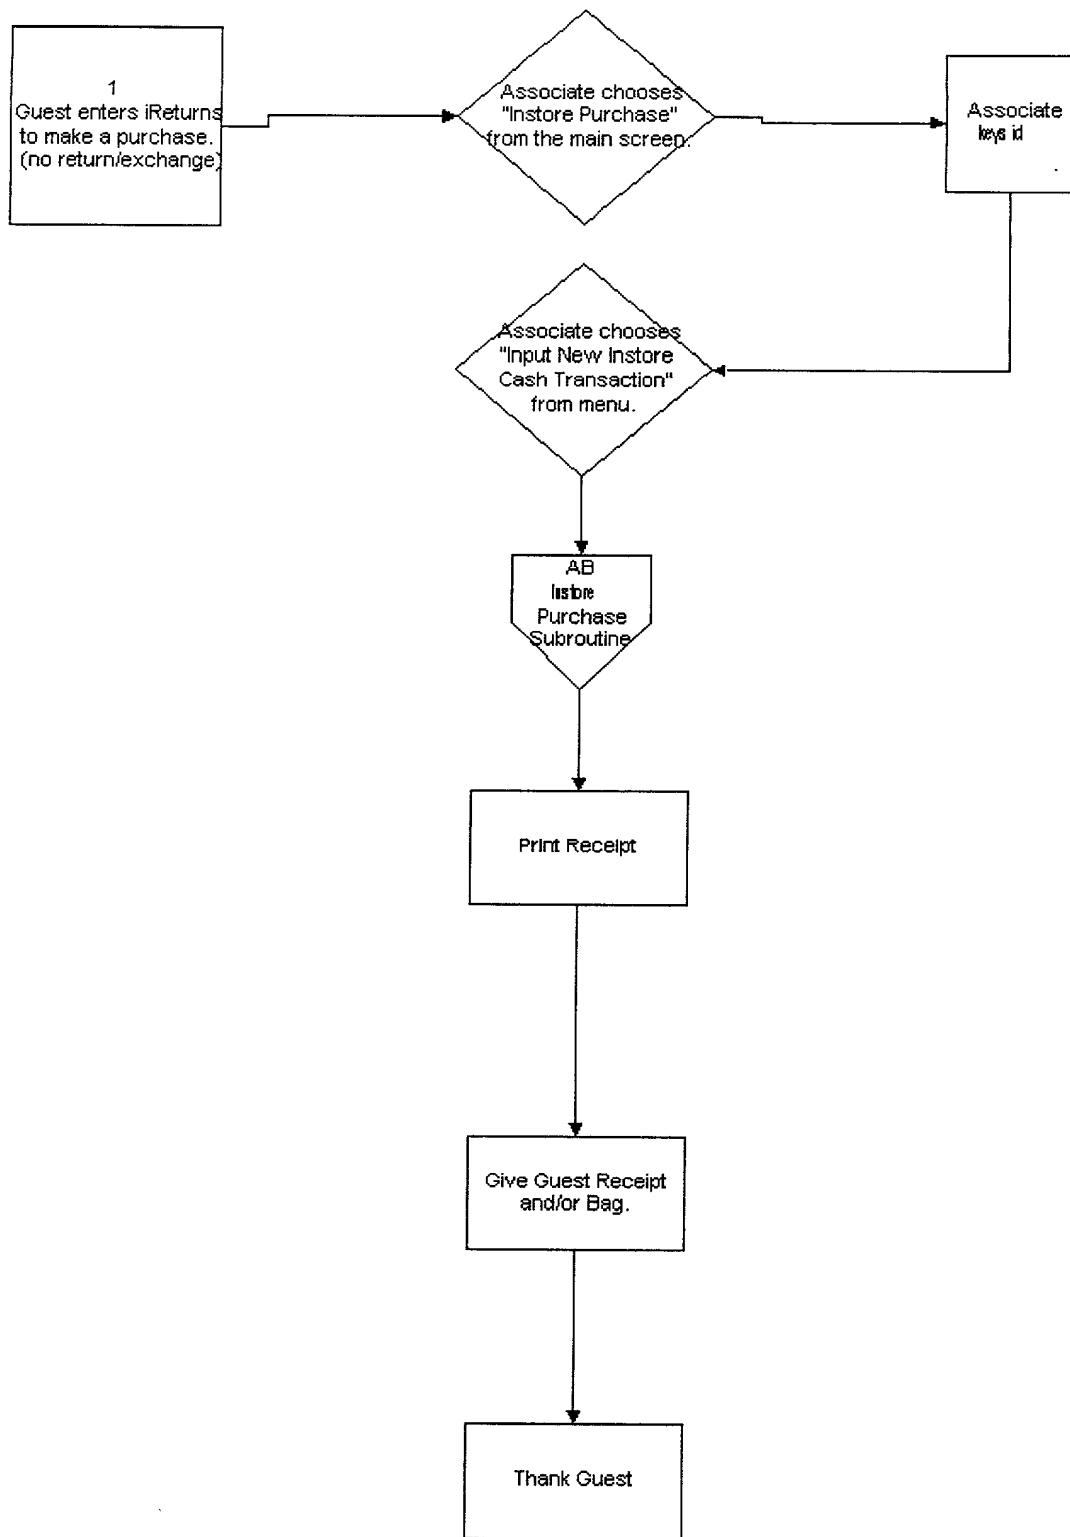 1
Guest enters iReturns
to make a purchase.
(no return/exchange)
Associate chooses
"Instore Purchase"
from the main screen.
Associate
keys id
Associate chooses
"Input New Instore
Cash Transaction"
from menu.
AB
Instore
Purchase
Subroutine
Print Receipt
Give Guest Receipt
and/or Bag.
Thank Guest